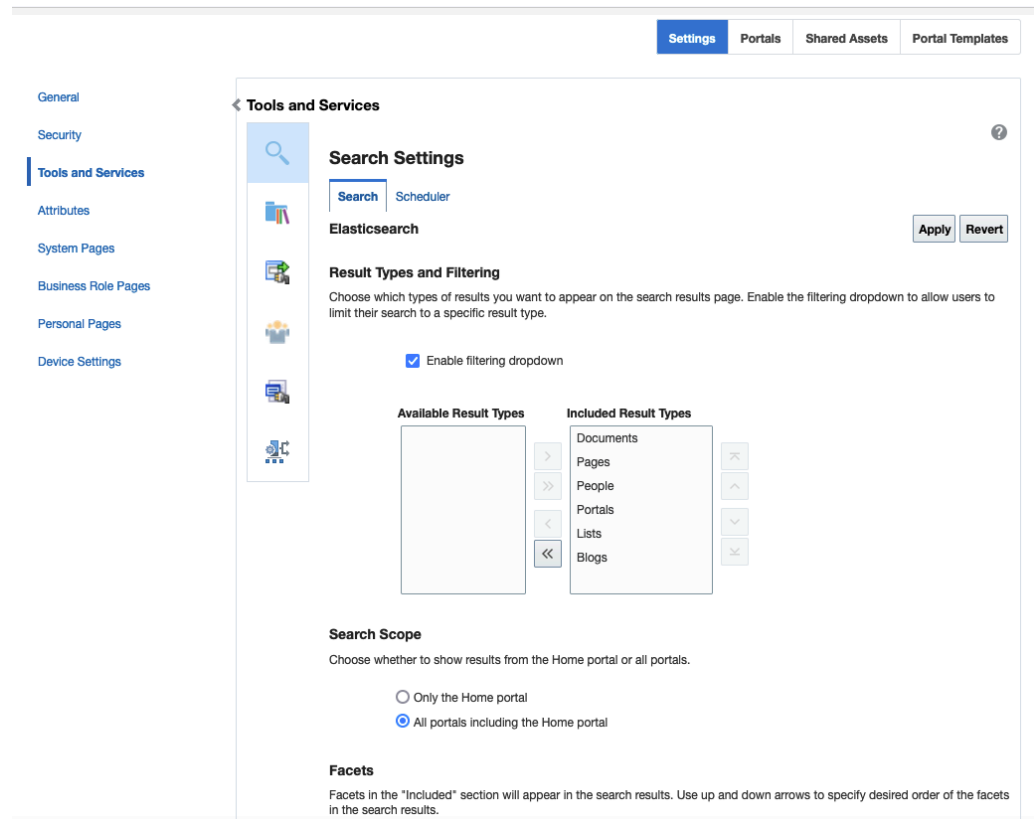 Settings
Portals
Shared Assets
Portal Templates
General
Security
Tools and Services
Attributes
System Pages
Business Role Pages
Personal Pages
Device Settings
Tools and Services
Search Settings
Search
Scheduler
Elasticsearch
Apply
Revert
Result Types and Filtering
Choose which types of results you want to appear on the search results page. Enable the filtering dropdown to allow users to
limit their search to a specific result type.
Enable filtering dropdown
Available Result Types
Included Result Types
Documents
Pages
People
Portals
Lists
Blogs
Search Scope
Choose whether to show results from the Home portal or all portals.
Only the Home portal
All portals including the Home portal
Facets
Facets in the "Included" section will appear in the search results. Use up and down arrows to specify desired order of the facets
in the search results.